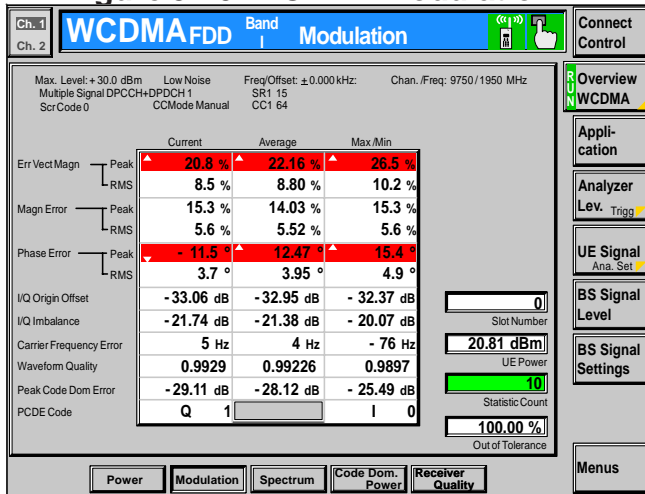 Ch. 1
Ch. 2
WCDMA FDD Band I Modulation
Connect Control
Max. Level: + 30.0 dBm Low Noise Freq/Offset: ± 0.000 kHz: Chan. /Freq: 9750/1950 MHz
Multiple Signal DPCCH+DPDCH 1 SR1 15
ScrCode 0 CCMode Manual CC1 64
RUN
Overview WCDMA
Appli-
cation
Analyzer
Lev. Trigg
UE Signal
Ana. Set
BS Signal
Level
BS Signal
Settings
Menus
Current Average Max./Min
Err Vect Magn Peak 20.8 % 22.16 % 26.5 %
RMS 8.5 % 8.80 % 10.2 %
Magn Error Peak 15.3 % 14.03 % 15.3 %
RMS 5.6 % 5.52 % 5.6 %
Phase Error Peak - 11.5 ° 12.47 ° 15.4 °
RMS 3.7 ° 3.95 ° 4.9 °
I/Q Origin Offset - 33.06 dB - 32.95 dB - 32.37 dB
I/Q Imbalance - 21.74 dB - 21.38 dB - 20.07 dB
Carrier Frequency Error 5 Hz 4 Hz - 76 Hz
Waveform Quality 0.9929 0.99226 0.9897
Peak Code Dom Error - 29.11 dB - 28.12 dB - 25.49 dB
PCDE Code Q 1 I 0
0
Slot Number
20.81 dBm
UE Power
10
Statistic Count
100.00 %
Out of Tolerance
Power
Modulation
Spectrum
Code Dom. Power
Receiver Quality